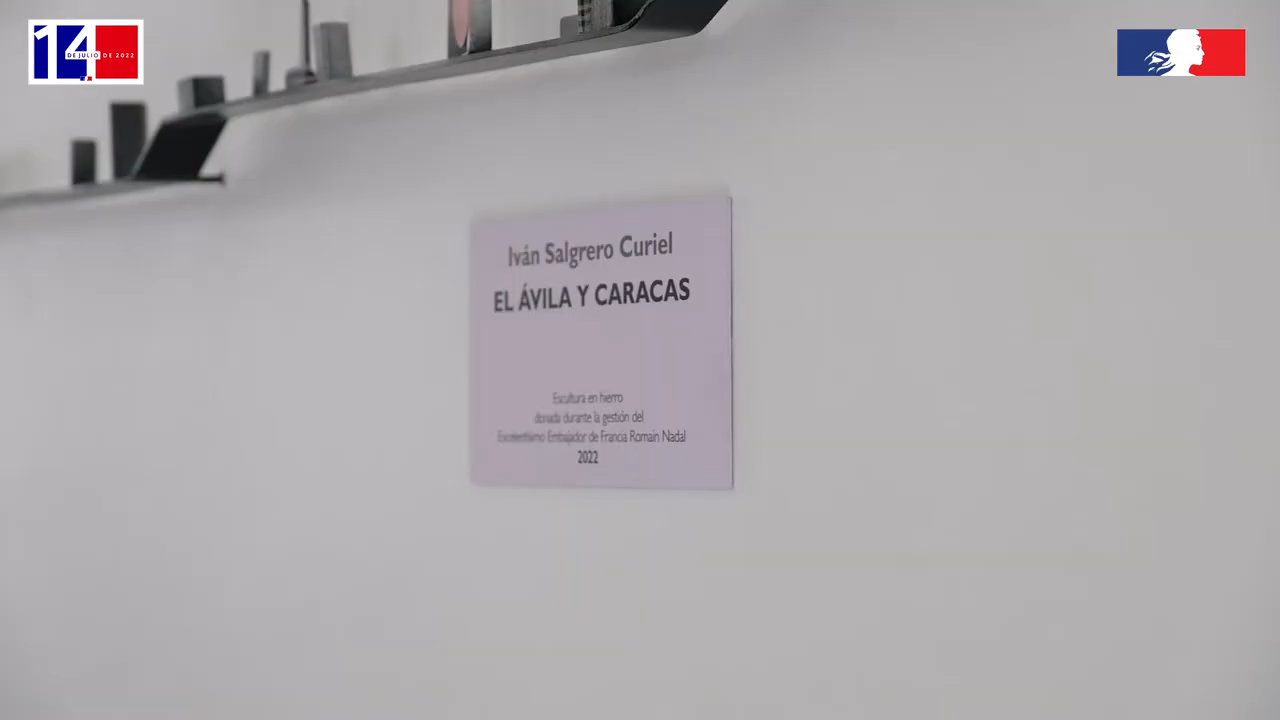 14
DE JULIO DE 2022
Iván Salgrero Curiel
EL ÁVILA Y CARACAS
Escultura en hierro
donada durante la gestión del
Excelentísimo Embajador de Francia Romain Nadal
2022